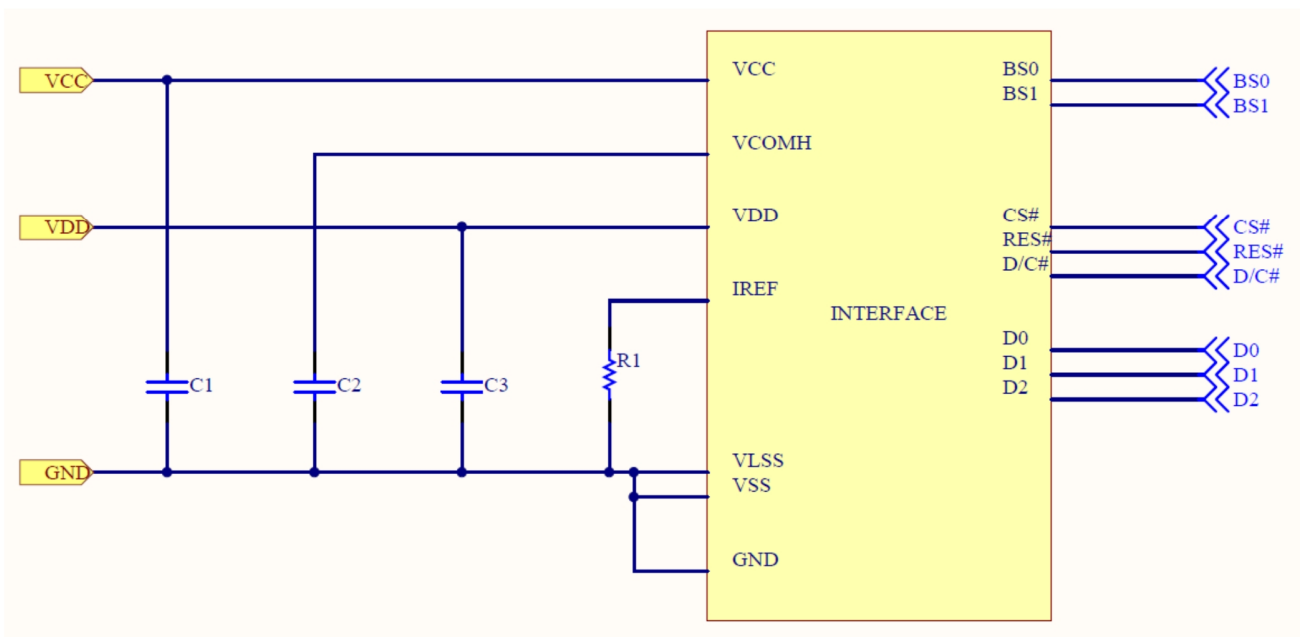 VCC
VDD
GND
C1
C2
C3
R1
VCC
VCOMH
VDD
IREF
VLSS
VSS
GND
INTERFACE
BS0
BS1
CS#
RES#
D/C#
D0
D1
D2
BS0
BS1
CS#
RES#
D/C#
D0
D1
D2